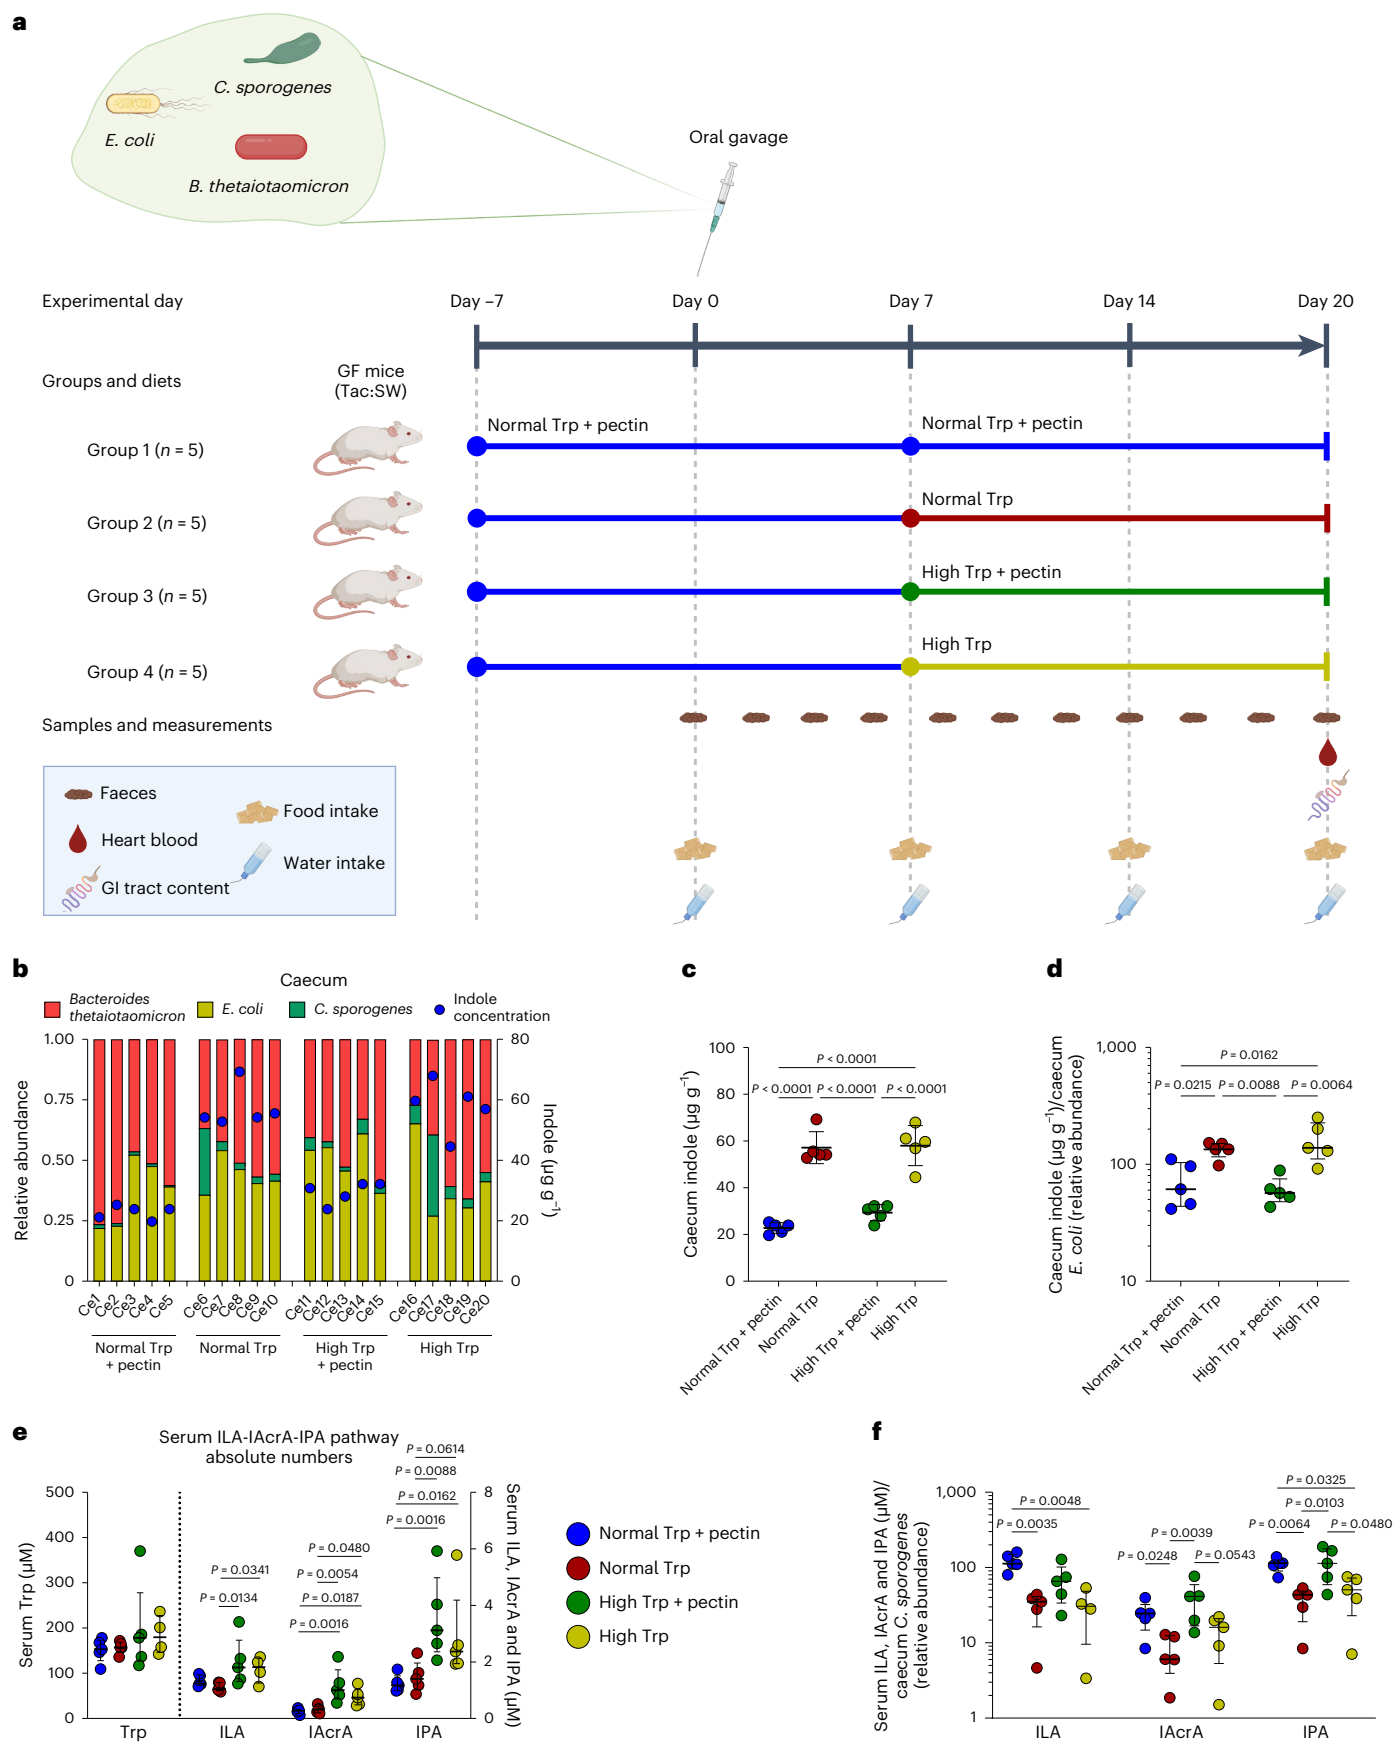 a
C. sporogenes
E. coli
B. thetaiotaomicron
Oral gavage
Experimental day
Day –7
Day 0
Day 7
Day 14
Day 20
Groups and diets
GF mice
(Tac:SW)
Group 1 (n = 5)
Normal Trp + pectin
Normal Trp + pectin
Group 2 (n = 5)
Normal Trp
Group 3 (n = 5)
High Trp + pectin
Group 4 (n = 5)
High Trp
Samples and measurements
Faeces
Food intake
Heart blood
Water intake
GI tract content
b
Caecum
Bacteroides
thetaiotaomicron
E. coli
C. sporogenes
Indole
concentration
Relative abundance
1.00
0.75
0.50
0.25
0
80
60
40
20
0
Indole (µg g–1)
Ce1
Ce2
Ce3
Ce4
Ce5
Ce6
Ce7
Ce8
Ce9
Ce10
Ce11
Ce12
Ce13
Ce14
Ce15
Ce16
Ce17
Ce18
Ce19
Ce20
Normal Trp
+ pectin
Normal Trp
High Trp
+ pectin
High Trp
c
Caecum indole (µg g–1)
100
80
60
40
20
0
P < 0.0001
P < 0.0001
P < 0.0001
P < 0.0001
Normal Trp + pectin
Normal Trp
High Trp + pectin
High Trp
d
Caecum indole (µg g–1)/caecum
E. coli (relative abundance)
1,000
100
10
P = 0.0162
P = 0.0215
P = 0.0088
P = 0.0064
Normal Trp + pectin
Normal Trp
High Trp + pectin
High Trp
e
Serum ILA-IAcrA-IPA pathway
absolute numbers
Serum Trp (µM)
500
400
300
200
100
0
P = 0.0341
P = 0.0134
P = 0.0480
P = 0.0054
P = 0.0187
P = 0.0016
P = 0.0614
P = 0.0088
P = 0.0162
P = 0.0016
8
6
4
2
0
Serum ILA, IAcrA and IPA (µM)
Trp
ILA
IAcrA
IPA
Normal Trp + pectin
Normal Trp
High Trp + pectin
High Trp
f
Serum ILA, IAcrA and IPA (µM)/
caecum C. sporogenes
(relative abundance)
1,000
100
10
1
P = 0.0048
P = 0.0035
P = 0.0039
P = 0.0248
P = 0.0543
P = 0.0325
P = 0.0103
P = 0.0064
P = 0.0480
ILA
IAcrA
IPA